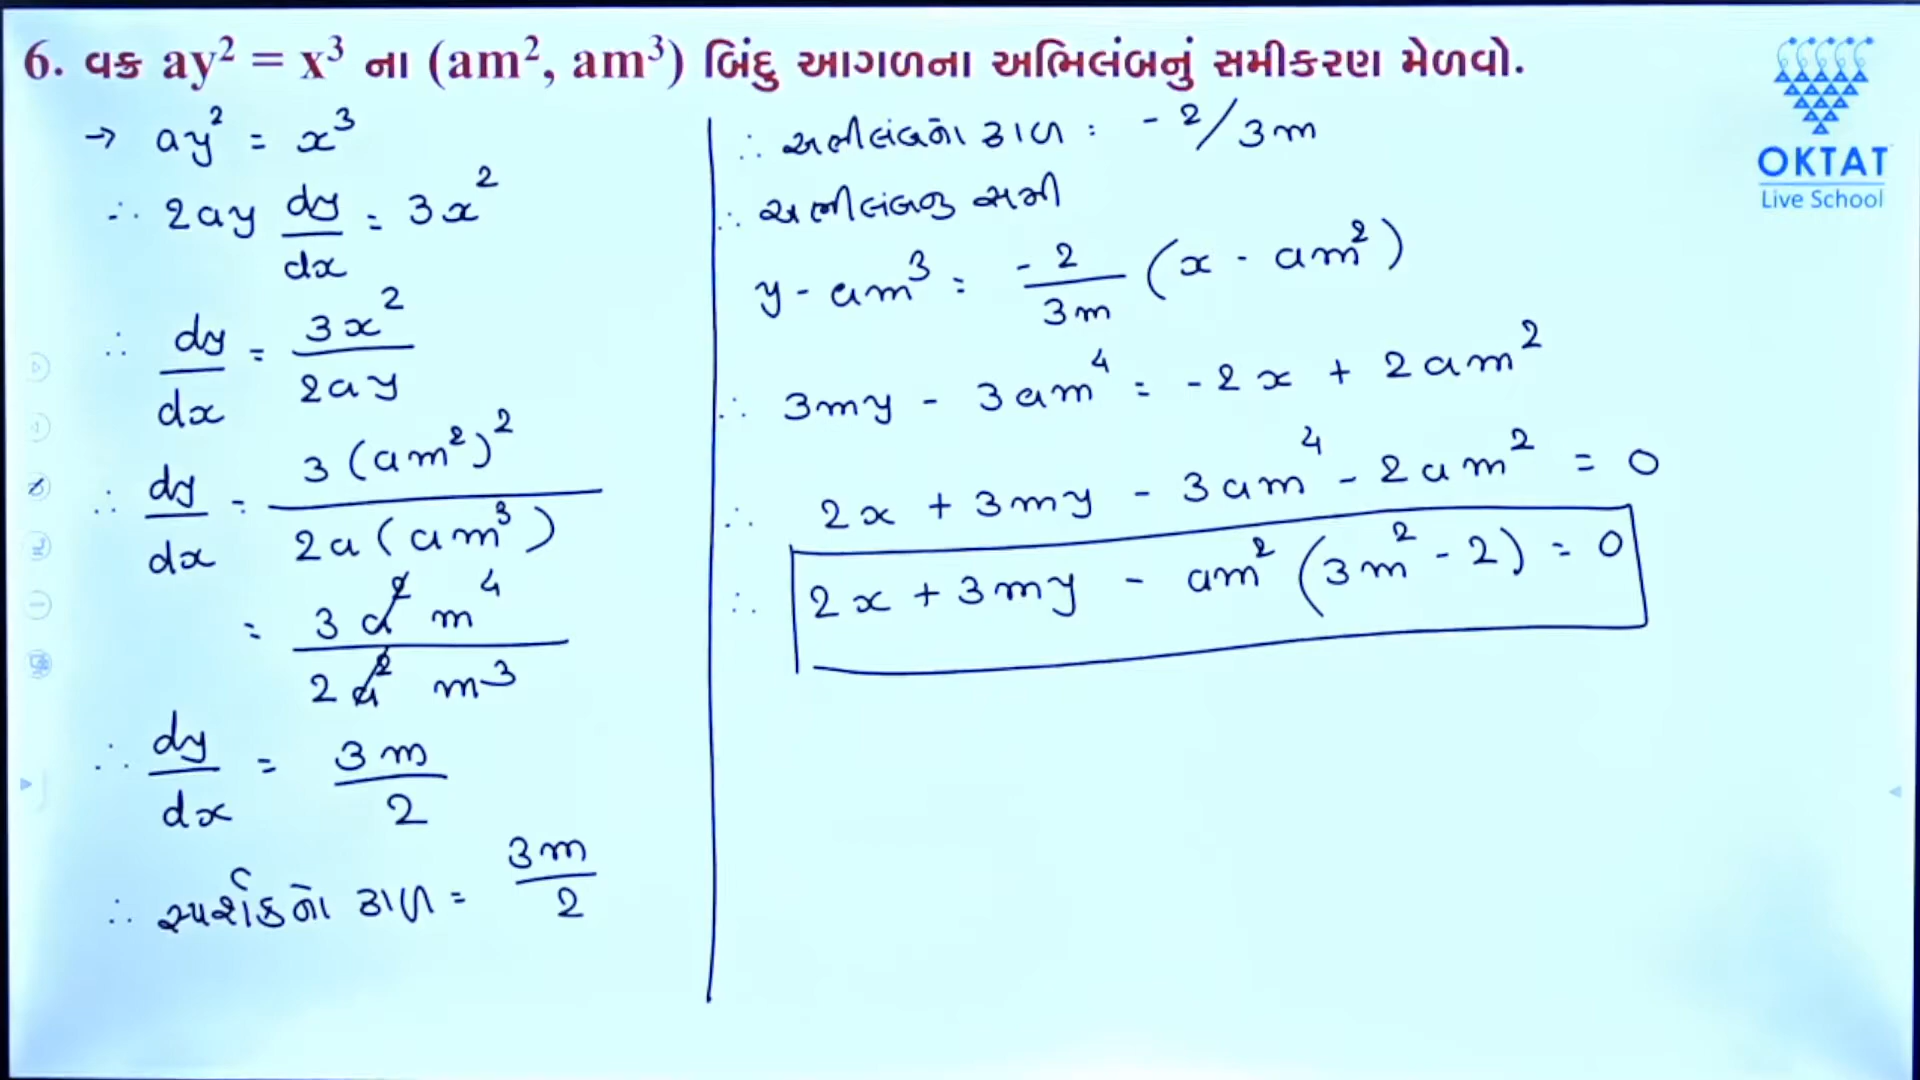 6. વક્ર ay² = x³ ના (am², am³) બિંદુ આગળના અભિલંબનું સમીકરણ મેળવો.
OKTAT
Live School
→ ay² = x³
∴ 2ay dy/dx = 3x²
∴ dy/dx = 3x²/2ay
∴ dy/dx = 3(am²)²/2a(am³)
= 3a²m⁴/2a²m³
∴ dy/dx = 3m/2
∴ સ્પર્શકનો ઢાળ = 3m/2
∴ અભીલંબનો ઢાળ = -2/3m
∴ અભીલંબનુ સમી
y - am³ = -2/3m (x - am²)
∴ 3my - 3am⁴ = -2x + 2am²
∴ 2x + 3my - 3am⁴ - 2am² = 0
∴ 2x + 3my - am² (3m² - 2) = 0